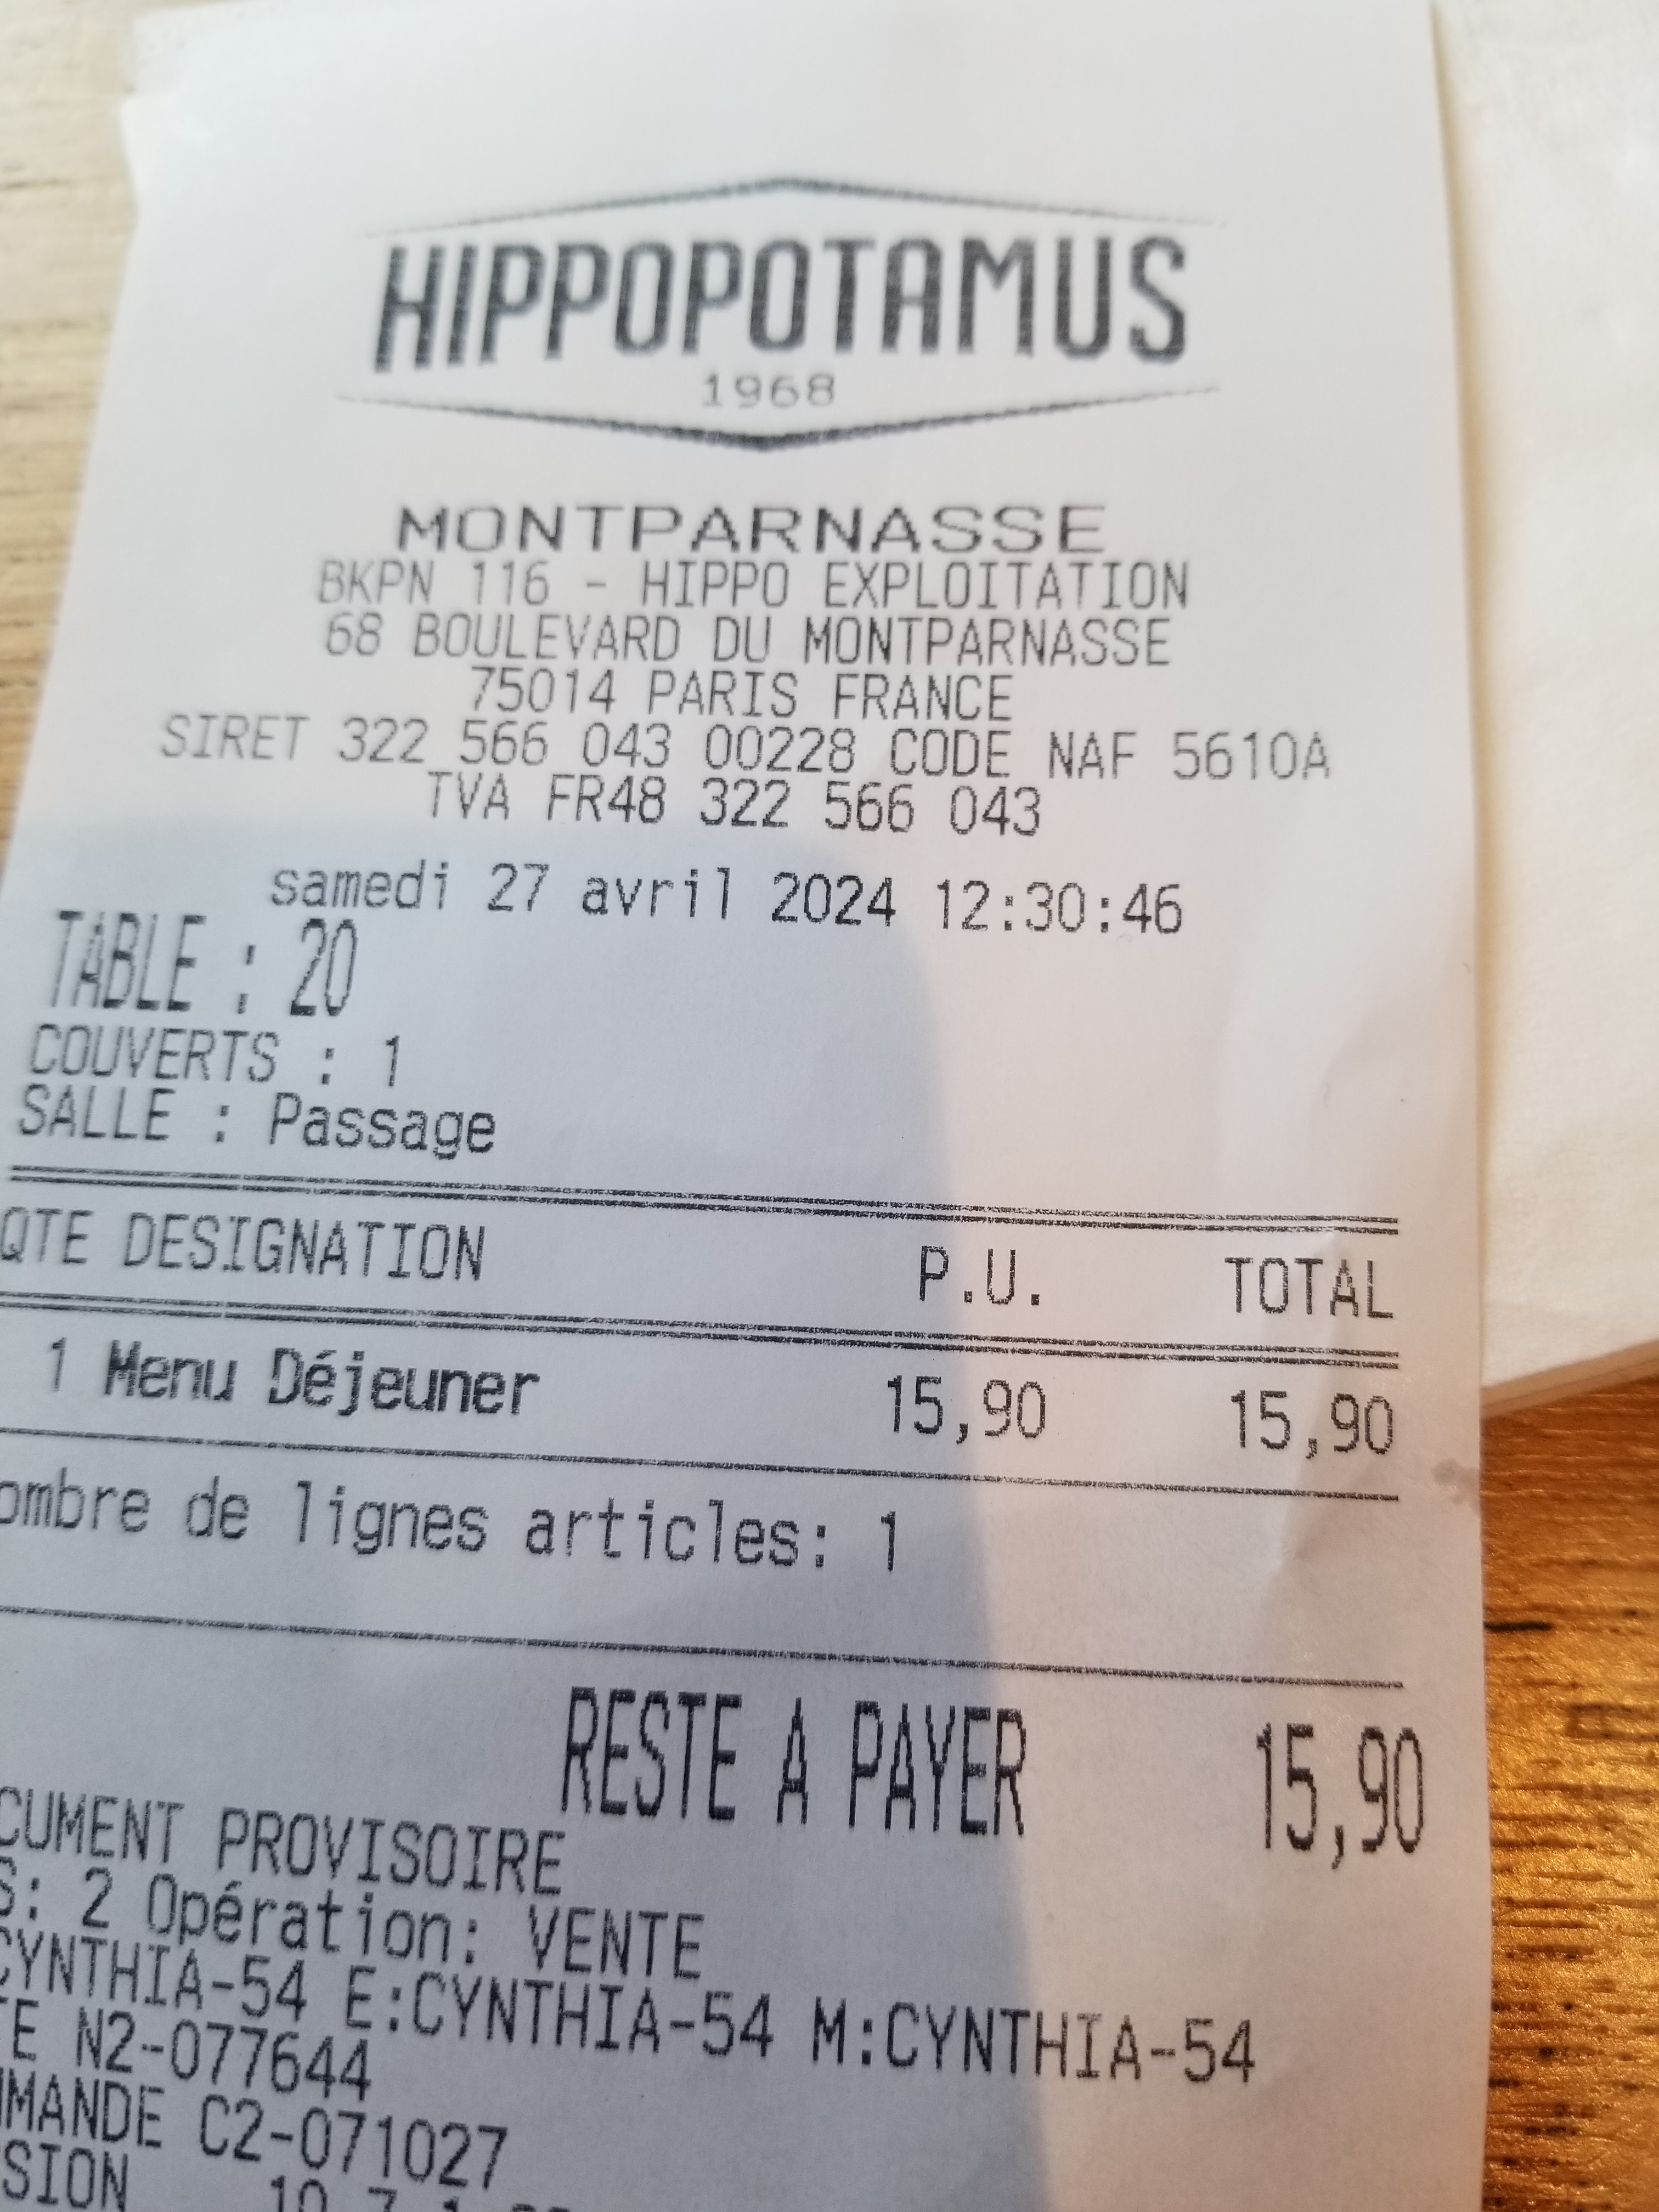 HIPPOPOTAMUS
1968
MONTPARNASSE
BKPN 116 - HIPPO EXPLOITATION
68 BOULEVARD DU MONTPARNASSE
75014 PARIS FRANCE
SIRET 322 566 043 00228 CODE NAF 5610A
TVA FR48 322 566 043
samedi 27 avril 2024 12:30:46
TABLE : 20
COUVERTS : 1
SALLE : Passage
QTE DESIGNATION P.U. TOTAL
1 Menu Déjeuner 15,90 15,90
ombre de lignes articles: 1
RESTE A PAYER 15,90
CUMENT PROVISOIRE
S: 2 Opération: VENTE
CYNTHIA-54 E:CYNTHIA-54 M:CYNTHIA-54
TE N2-077644
MMANDE C2-071027
SION